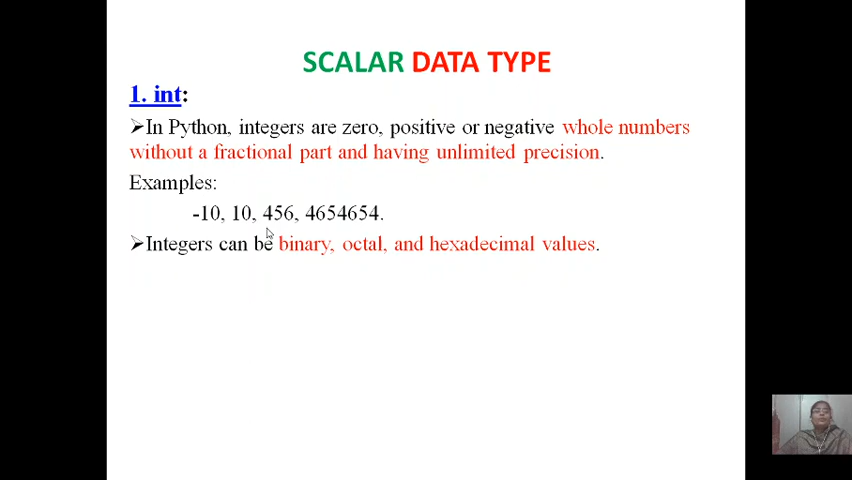 SCALAR DATA TYPE
1. int:
➢In Python, integers are zero, positive or negative whole numbers
without a fractional part and having unlimited precision.
Examples:
-10, 10, 456, 4654654.
➢Integers can be binary, octal, and hexadecimal values.